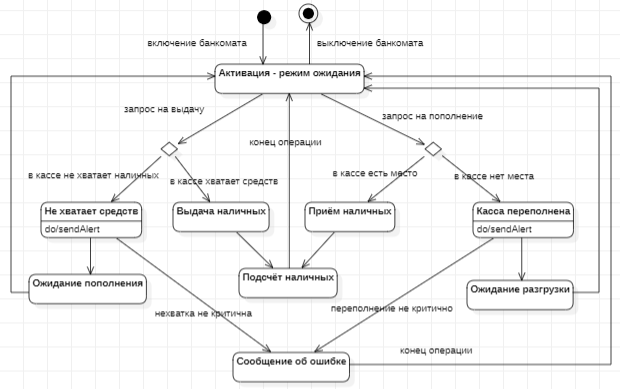 включение банкомата
выключение банкомата
Активация - режим ожидания
запрос на выдачу
запрос на пополнение
конец операции
в кассе не хватает наличных
в кассе хватает средств
в кассе есть место
в кассе нет места
Не хватает средств
do/sendAlert
Выдача наличных
Приём наличных
Касса переполнена
do/sendAlert
Ожидание пополнения
Подсчёт наличных
Ожидание разгрузки
нехватка не критична
переполнение не критично
Сообщение об ошибке
конец операции